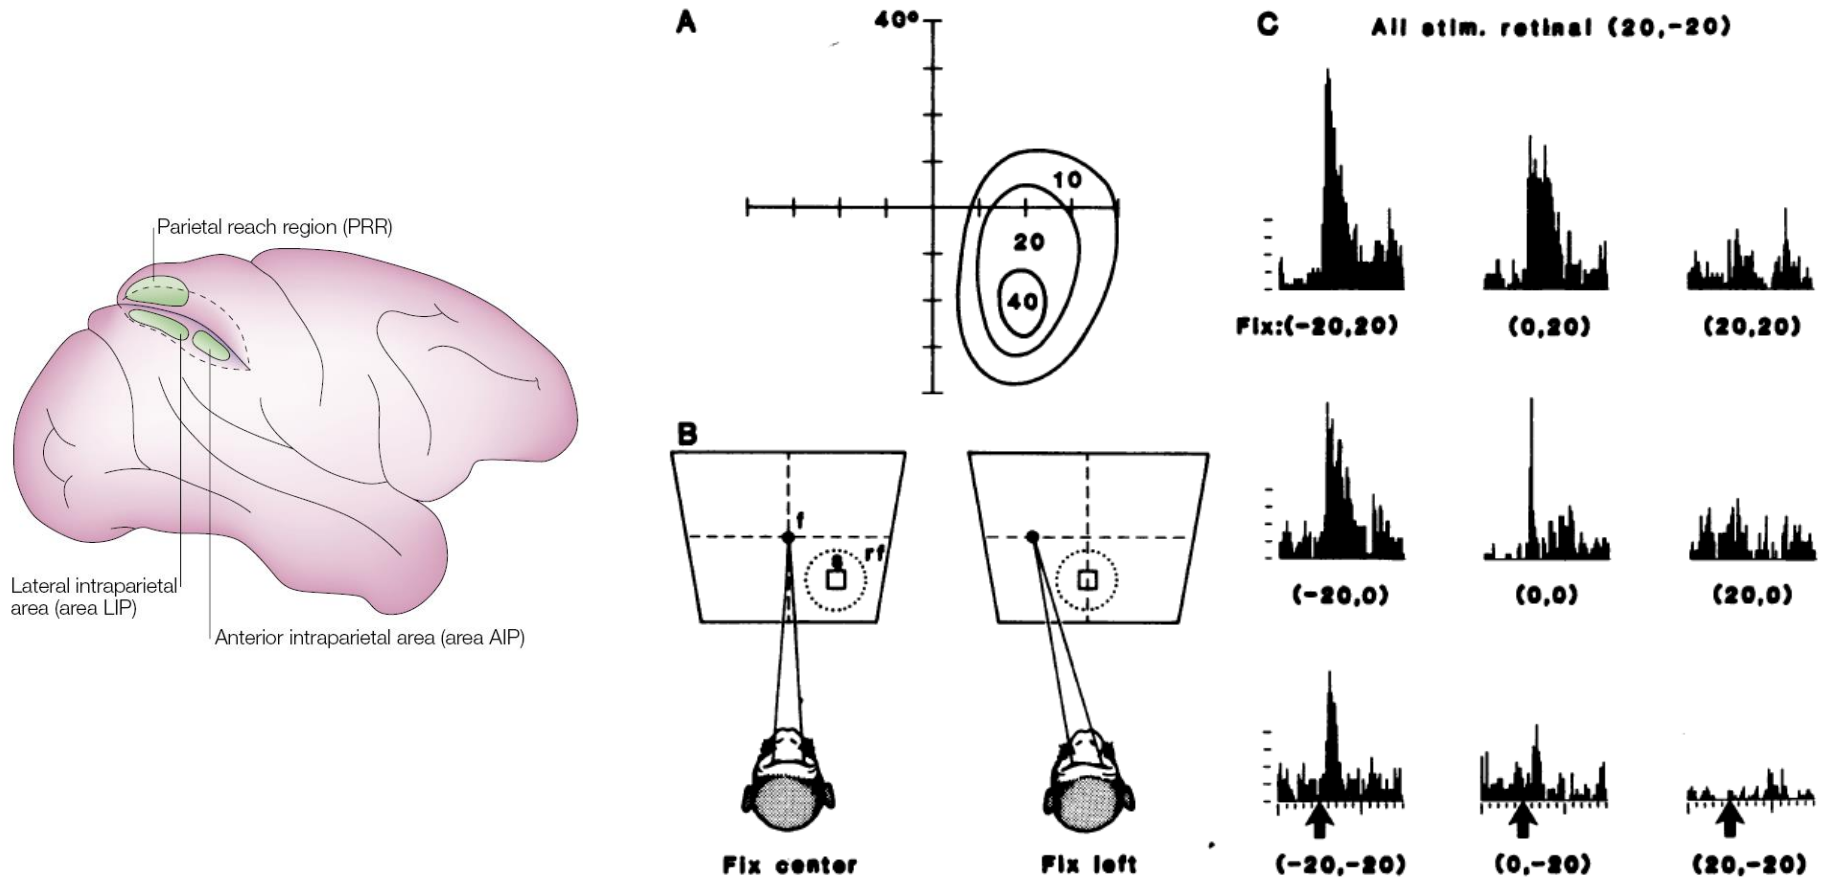 Parietal reach region (PRR)
Lateral intraparietal
area (area LIP)
Anterior intraparietal area (area AIP)
A
40°
10
20
40
B
f
s
rf
Fix center
Fix left
C
All stim. retinal (20,-20)
Fix:(-20,20)
(0,20)
(20,20)
(-20,0)
(0,0)
(20,0)
(-20,-20)
(0,-20)
(20,-20)